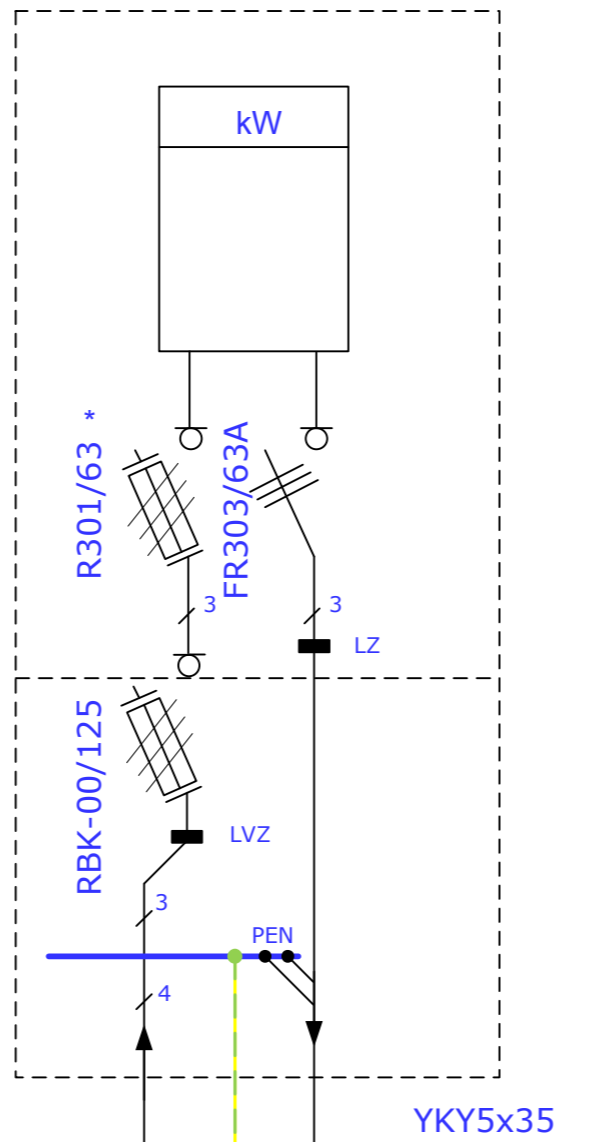 kW
R301/63 *
FR303/63A
3
3
LZ
RBK-00/125
LVZ
3
PEN
4
YKY5x35